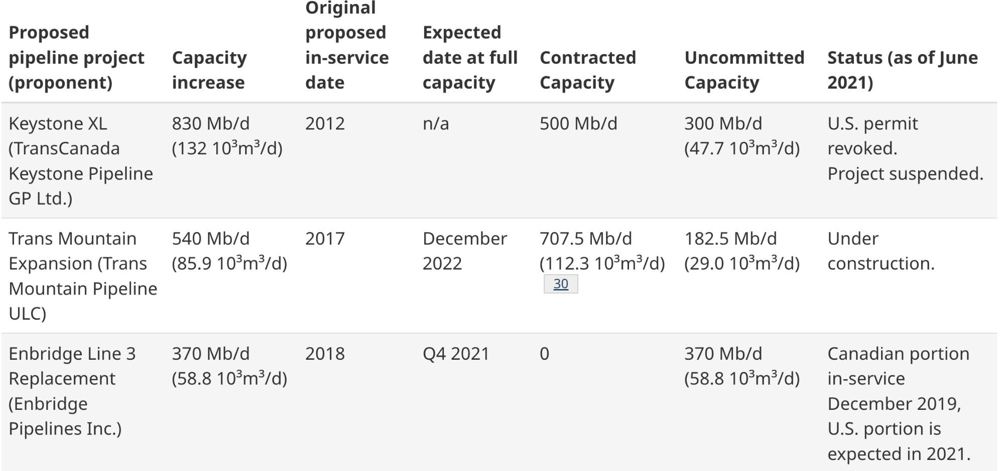 Proposed
pipeline project
(proponent)
Capacity
increase
Original
proposed
in-service
date
Expected
date at full
capacity
Contracted
Capacity
Uncommitted
Capacity
Status (as of June
2021)
Keystone XL
(TransCanada
Keystone Pipeline
GP Ltd.)
830 Mb/d
(132 10³m³/d)
2012
n/a
500 Mb/d
300 Mb/d
(47.7 10³m³/d)
U.S. permit
revoked.
Project suspended.
Trans Mountain
Expansion (Trans
Mountain Pipeline
ULC)
540 Mb/d
(85.9 10³m³/d)
2017
December
2022
707.5 Mb/d
(112.3 10³m³/d)
30
182.5 Mb/d
(29.0 10³m³/d)
Under
construction.
Enbridge Line 3
Replacement
(Enbridge
Pipelines Inc.)
370 Mb/d
(58.8 10³m³/d)
2018
Q4 2021
0
370 Mb/d
(58.8 10³m³/d)
Canadian portion
in-service
December 2019,
U.S. portion is
expected in 2021.